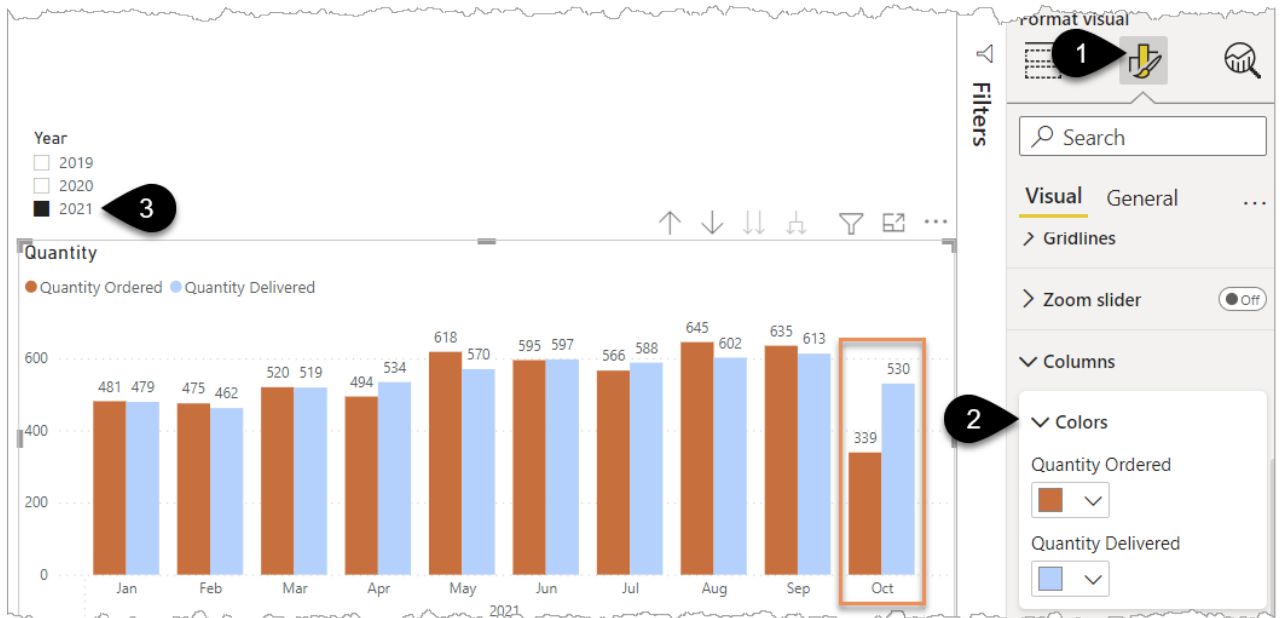 Format visual
1
Filters
Search
Year
2019
2020
2021
3
Visual General ...
Gridlines
Quantity
Quantity Ordered Quantity Delivered
Zoom slider Off
Columns
2
Colors
Quantity Ordered
Quantity Delivered
600
400
200
0
481 479
475 462
520 519
494 534
618 570
595 597
566 588
645 602
635 613
339 530
Jan Feb Mar Apr May Jun Jul Aug Sep Oct
2021